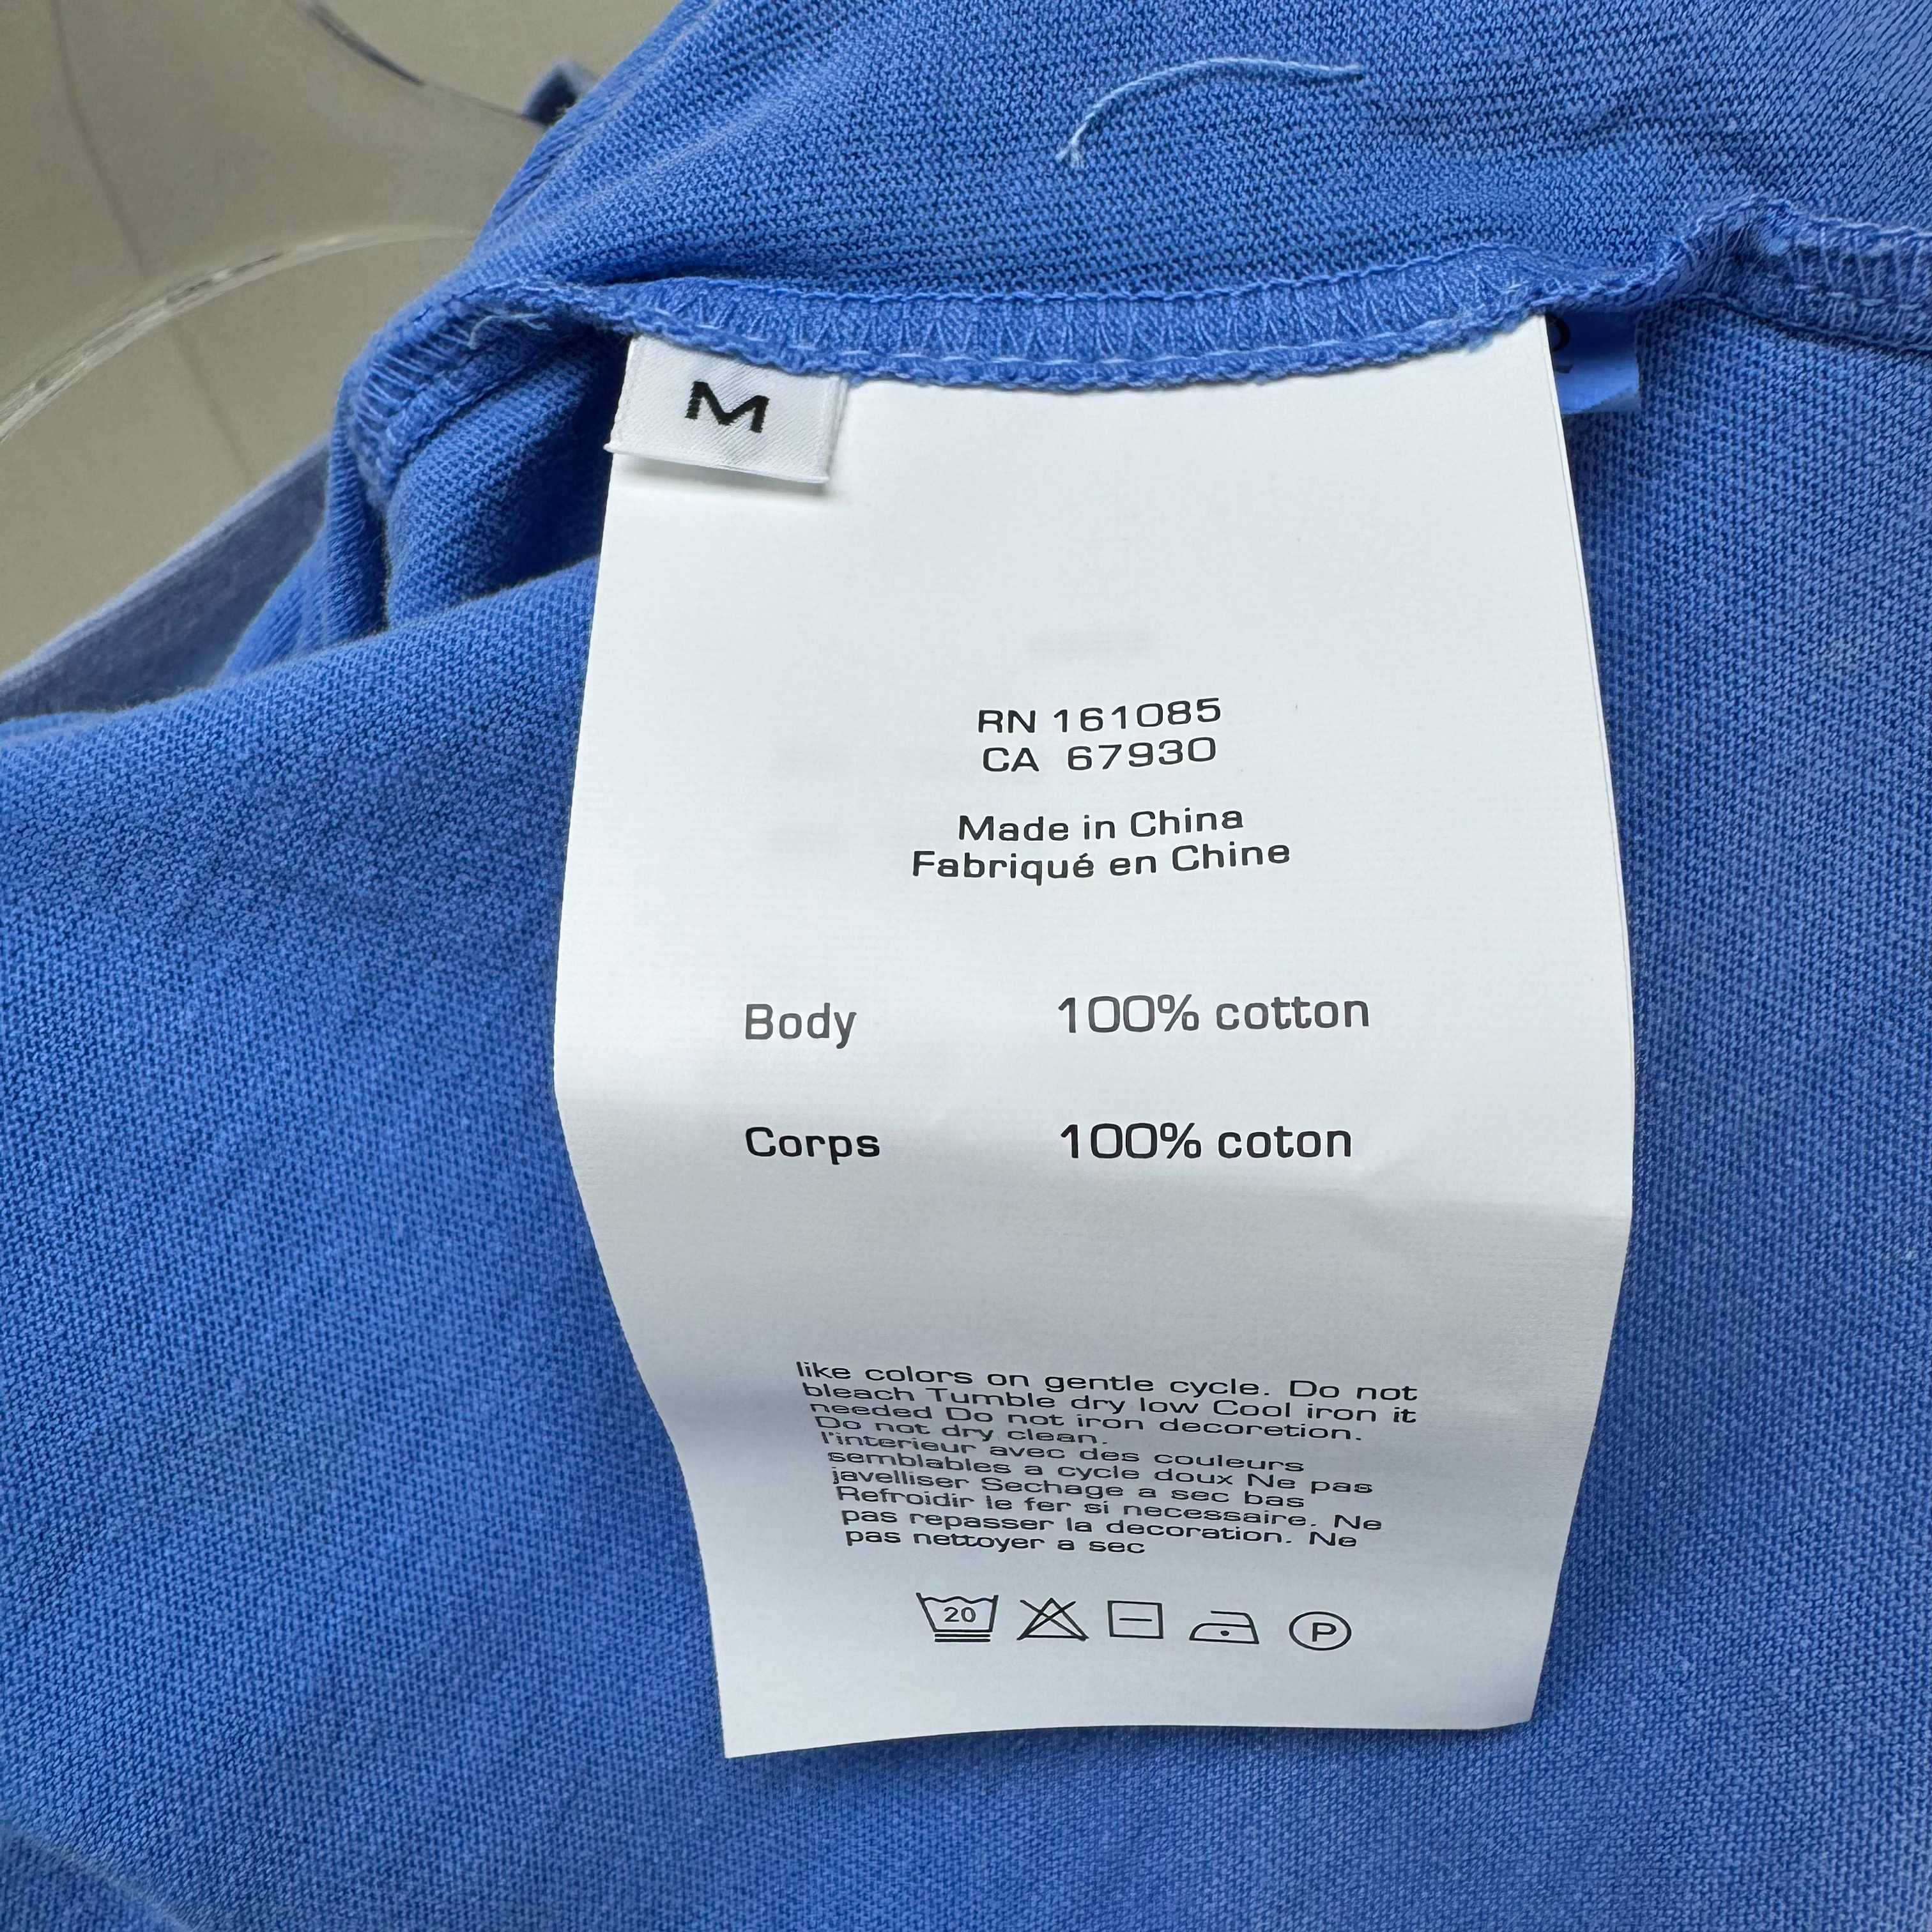 M
RN 161085
CA 67930
Made in China
Fabriqué en Chine
Body 100% cotton
Corps 100% coton
like colors on gentle cycle. Do not
bleach Tumble dry low Cool iron it
needed Do not iron decoretion.
Do not dry clean.
l'interieur avec des couleurs
semblables a cycle doux Ne pas
javelliser Sechage a sec bas
Refroidir le fer si necessaire. Ne
pas repasser la decoration. Ne
pas nettoyer a sec
20 P